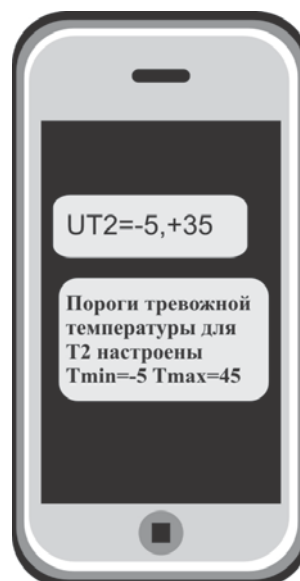 UT2=-5,+35
Пороги тревожной
температуры для
T2 настроены
Tmin=-5 Tmax=45